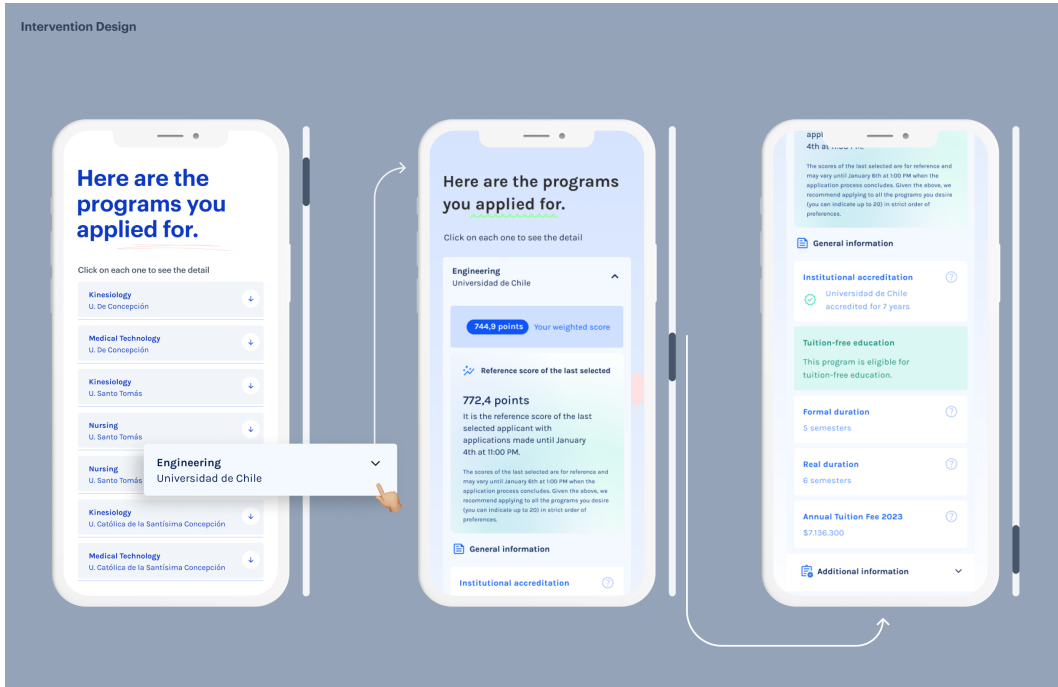 Intervention Design
Here are the
programs you
applied for.
Click on each one to see the detail
Kinesiology
U. De Concepción
Medical Technology
U. De Concepción
Kinesiology
U. Santo Tomás
Nursing
U. Santo Tomás
Nursing
U. Santo Tomás
Engineering
Universidad de Chile
Kinesiology
U. Católica de la Santísima Concepción
Medical Technology
U. Católica de la Santísima Concepción
Here are the programs
you applied for.
Click on each one to see the detail
Engineering
Universidad de Chile
744,9 points Your weighted score
Reference score of the last selected
772,4 points
It is the reference score of the last
selected applicant with
applications made until January
4th at 11:00 PM.
The scores of the last selected are for reference and
may vary until January 6th at 1:00 PM when the
application process concludes. Given the above, we
recommend applying to all the programs you desire
(you can indicate up to 20) in strict order of
preferences.
General information
Institutional accreditation
appl
4th at
The scores of the last selected are for reference and
may vary until January 6th at 1:00 PM when the
application process concludes. Given the above, we
recommend applying to all the programs you desire
(you can indicate up to 20) in strict order of
preferences.
General information
Institutional accreditation
Universidad de Chile
accredited for 7 years
Tuition-free education
This program is eligible for
tuition-free education.
Formal duration
5 semesters
Real duration
6 semesters
Annual Tuition Fee 2023
$7.136.300
Additional information